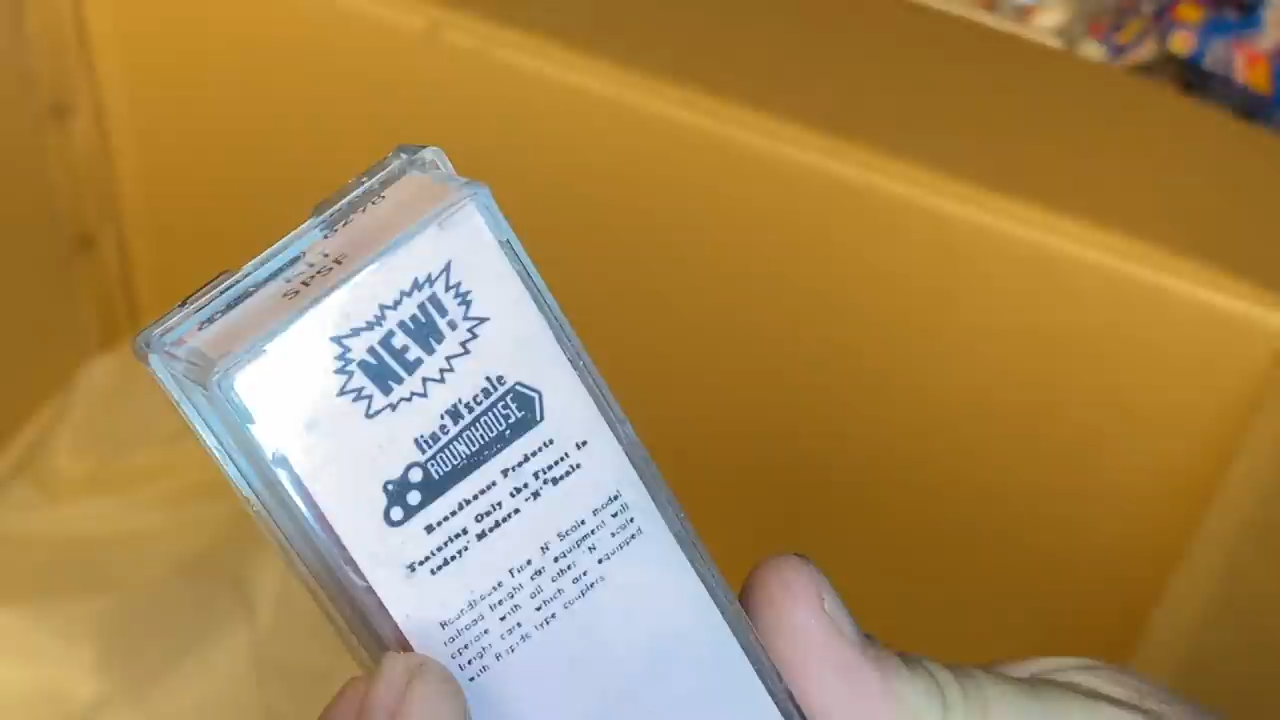 8298
SPSF
NEW!
fine 'N' scale
ROUNDHOUSE
Roundhouse Products
Featuring Only the Finest in
todays' Modern "N" Scale
Roundhouse Fine 'N' Scale model
railroad freight car equipment will
operate with all other 'N' scale
freight cars which are equipped
with Rapido type couplers